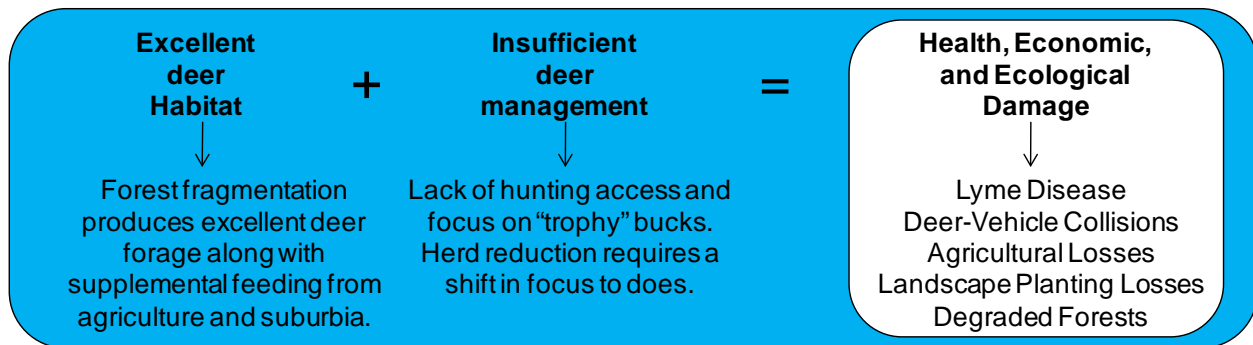 Excellent
deer
Habitat
+
Insufficient
deer
management
=
Health, Economic,
and Ecological
Damage
Forest fragmentation
produces excellent deer
forage along with
supplemental feeding from
agriculture and suburbia.
Lack of hunting access and
focus on “trophy” bucks.
Herd reduction requires a
shift in focus to does.
Lyme Disease
Deer-Vehicle Collisions
Agricultural Losses
Landscape Planting Losses
Degraded Forests